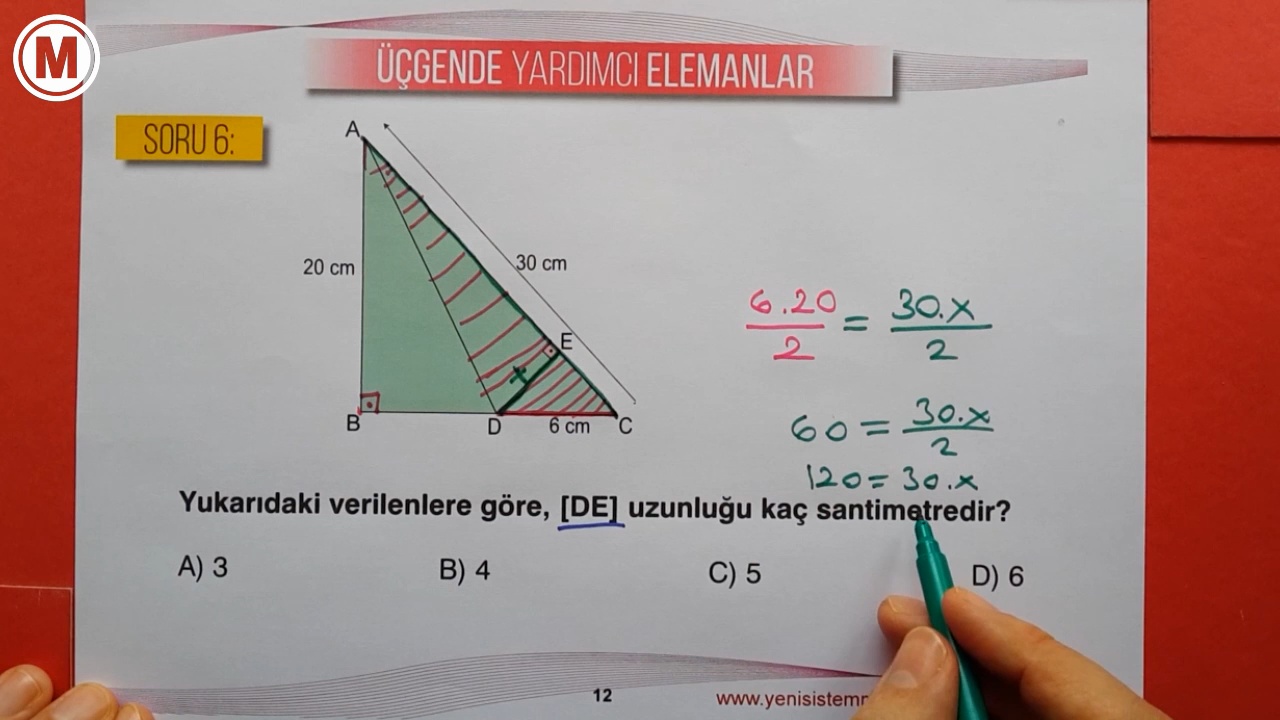 M
ÜÇGENDE YARDIMCI ELEMANLAR
SORU 6:
A
20 cm
30 cm
E
x
B
D
6 cm
C
6.20/2 = 30.x/2
60 = 30.x/2
120 = 30.x
Yukarıdaki verilenlere göre, [DE] uzunluğu kaç santimetredir?
A) 3
B) 4
C) 5
D) 6
12
www.yenisistem